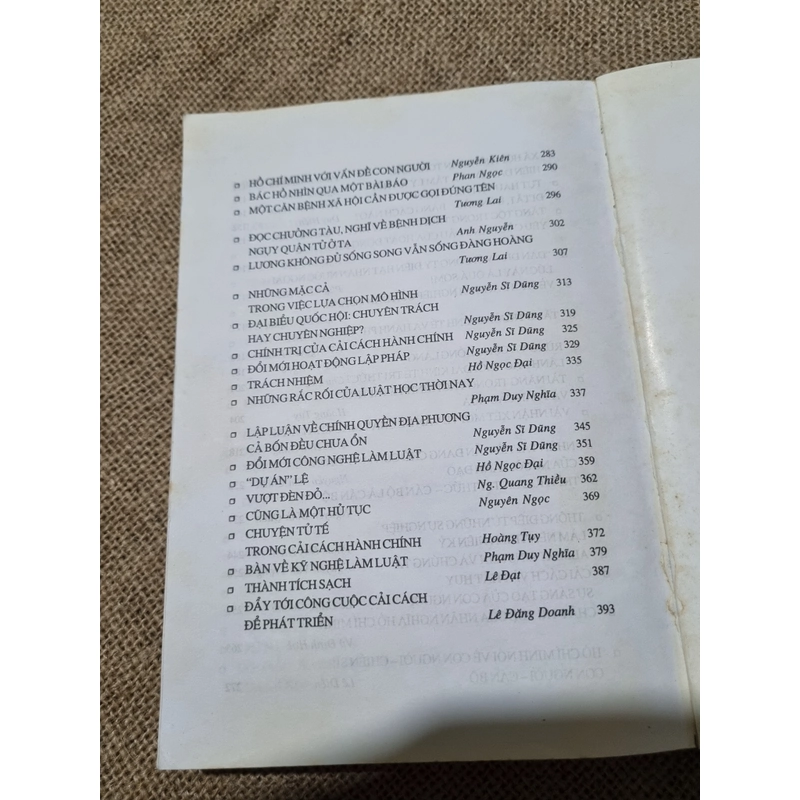 HỒ CHÍ MINH VỚI VẤN ĐỀ CON NGƯỜI Nguyễn Kiên 283
BÁC HỒ NHÌN QUA MỘT BÀI BÁO Phan Ngọc 290
MỘT CĂN BỆNH XÃ HỘI CẦN ĐƯỢC GỌI ĐÚNG TÊN
Tương Lai 296
ĐỌC CHƯỞNG TÀU, NGHĨ VỀ BỆNH DỊCH
NGỤY QUÂN TỬ Ở TA Anh Nguyễn 302
LƯƠNG KHÔNG ĐỦ SỐNG SONG VẪN SỐNG ĐÀNG HOÀNG
Tương Lai 307
NHỮNG MẶC CẢ
TRONG VIỆC LỰA CHỌN MÔ HÌNH Nguyễn Sĩ Dũng 313
ĐẠI BIỂU QUỐC HỘI: CHUYÊN TRÁCH
HAY CHUYÊN NGHIỆP? Nguyễn Sĩ Dũng 319
CHÍNH TRỊ CỦA CẢI CÁCH HÀNH CHÍNH Nguyễn Sĩ Dũng 325
ĐỔI MỚI HOẠT ĐỘNG LẬP PHÁP Nguyễn Sĩ Dũng 329
TRÁCH NHIỆM Hồ Ngọc Đại 335
NHỮNG RẮC RỐI CỦA LUẬT HỌC THỜI NAY
Phạm Duy Nghĩa 337
LẬP LUẬN VỀ CHÍNH QUYỀN ĐỊA PHƯƠNG
CẢ BỐN ĐỀU CHƯA ỔN Nguyễn Sĩ Dũng 345
ĐỔI MỚI CÔNG NGHỆ LÀM LUẬT Nguyễn Sĩ Dũng 351
"DỰ ÁN" LỆ Hồ Ngọc Đại 359
VƯỢT ĐÈN ĐỎ... Ng. Quang Thiều 362
CŨNG LÀ MỘT HỦ TỤC Nguyên Ngọc 369
CHUYỆN TỬ TẾ
TRONG CẢI CÁCH HÀNH CHÍNH Hoàng Tụy 372
BÀN VỀ KỸ NGHỆ LÀM LUẬT Phạm Duy Nghĩa 379
THÀNH TÍCH SẠCH Lê Đạt 387
ĐẨY TỚI CÔNG CUỘC CẢI CÁCH
ĐỂ PHÁT TRIỂN Lê Đăng Doanh 393